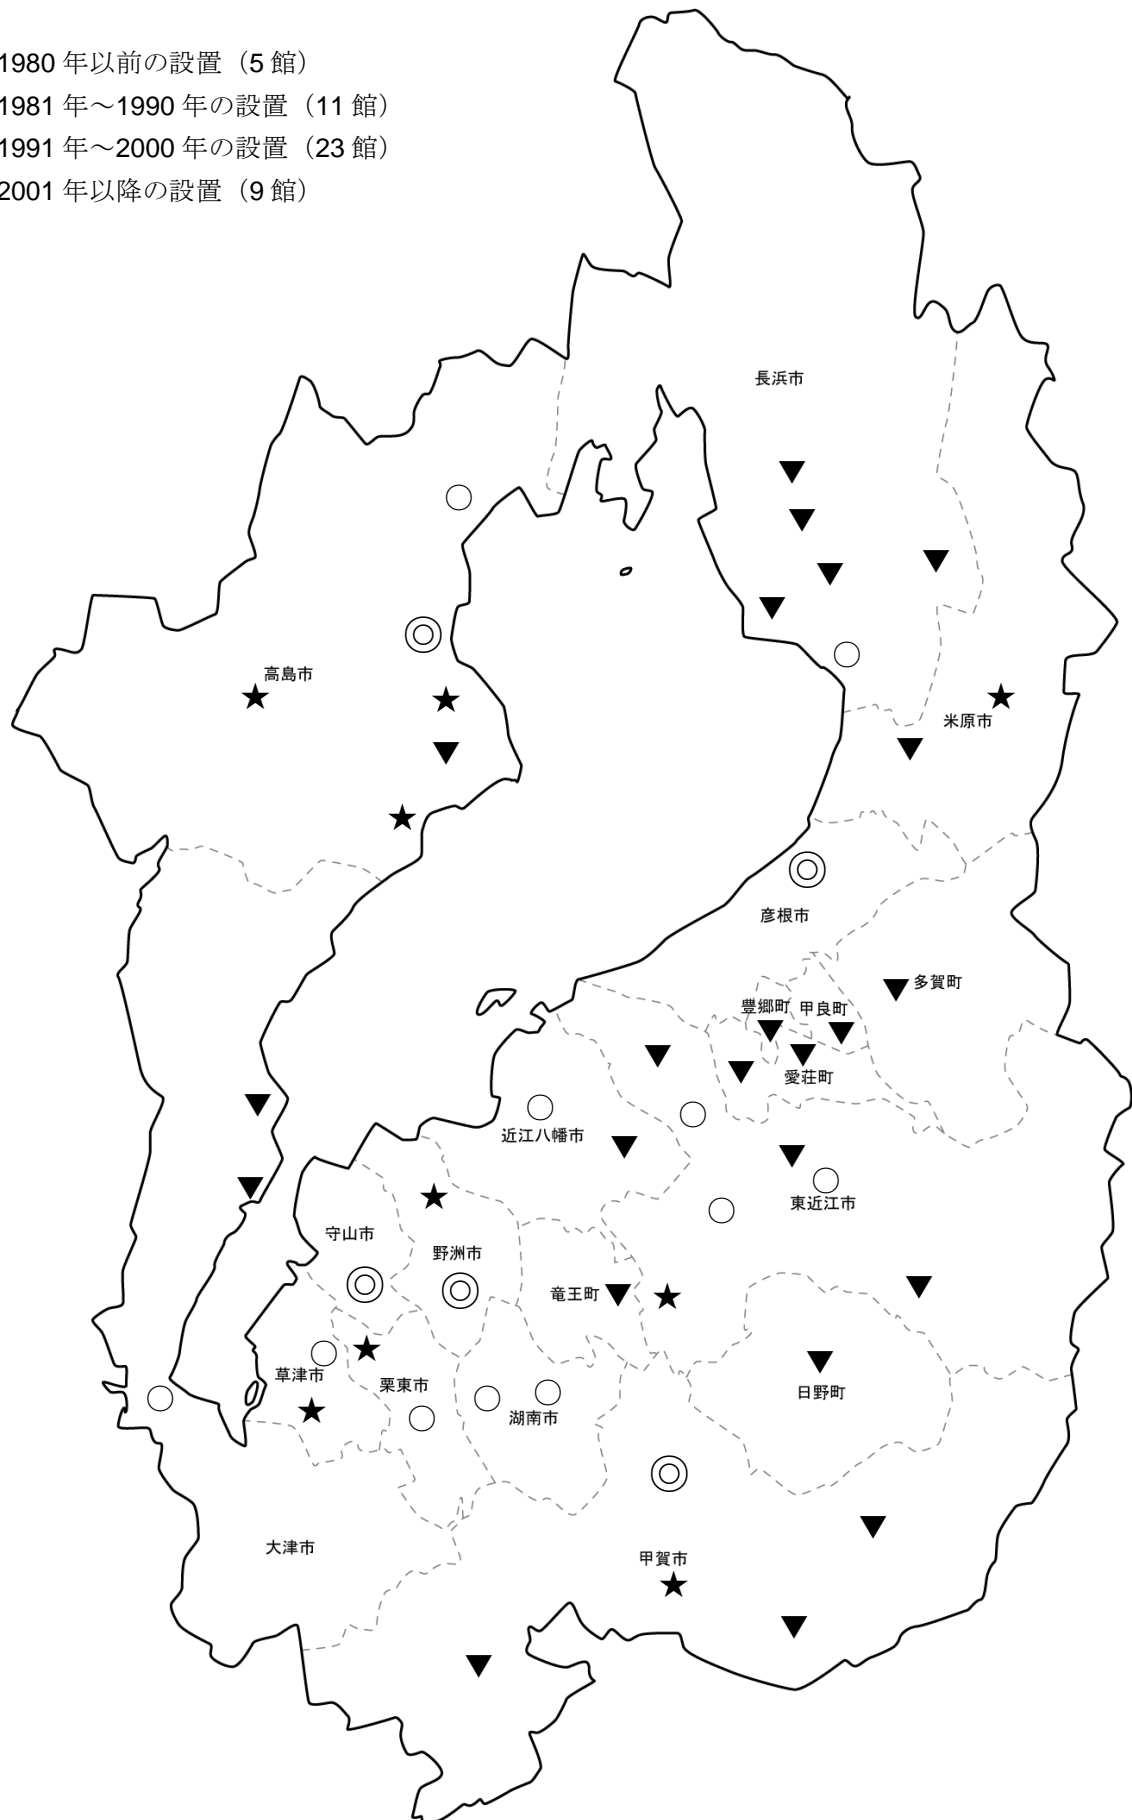 1980 年以前の設置（5 館）
1981 年～1990 年の設置（11 館）
1991 年～2000 年の設置（23 館）
2001 年以降の設置（9 館）
長浜市
高島市
米原市
彦根市
多賀町
豊郷町
甲良町
愛荘町
近江八幡市
東近江市
守山市
野洲市
竜王町
草津市
栗東市
湖南市
日野町
大津市
甲賀市